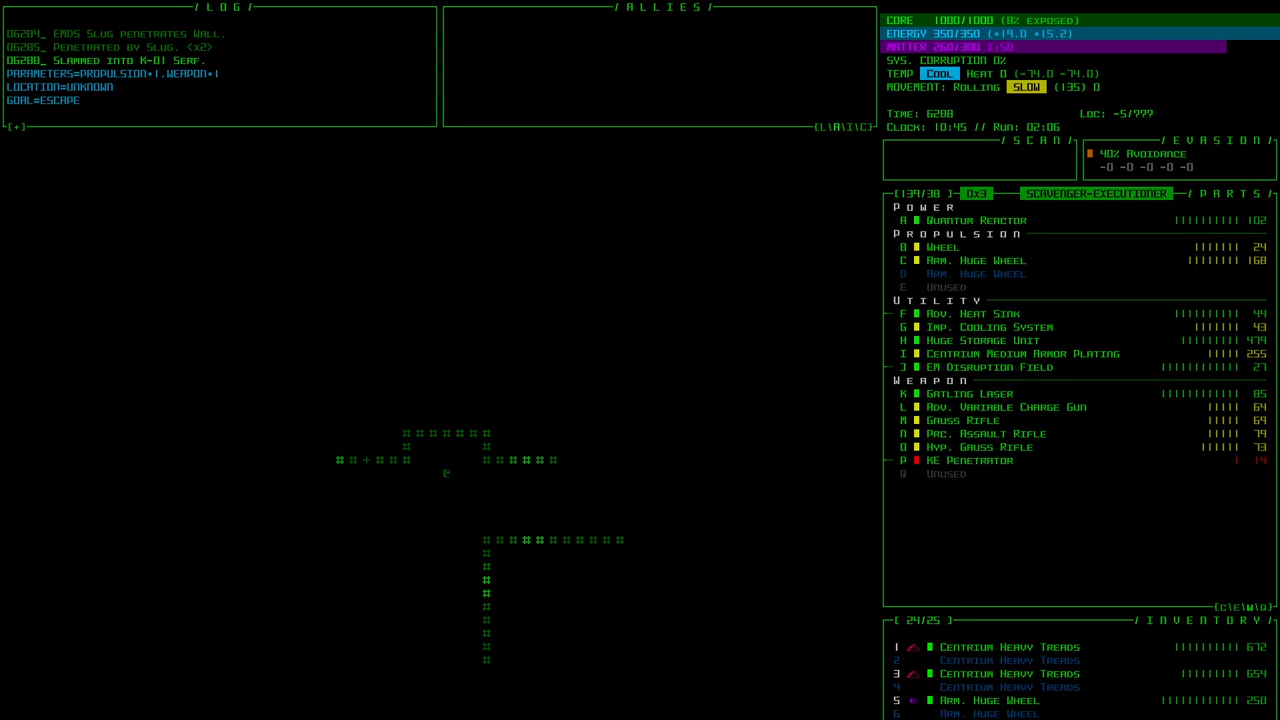 / L O G /
06284_ EMDS Slug penetrates Wall.
06285_ Penetrated by Slug. <x2>
06288_ Slammed into K-01 Serf.
PARAMETERS=PROPULSION+1,WEAPON+1
LOCATION=UNKNOWN
GOAL=ESCAPE
[+]
/ A L L I E S /
[L\A\I\C]
CORE 1000/1000 (8% EXPOSED)
ENERGY 350/350 (+19.0 +15.2)
MATTER 260/300 I:50
SYS. CORRUPTION 0%
TEMP COOL HEAT 0 (-74.0 -74.0)
MOVEMENT: Rolling SLOW (135) 0
TIME: 6288 Loc: -5/???
CLOCK: 10:45 // RUN: 02:06
/ S C A N /
/ E V A S I O N /
40% AVOIDANCE
-0 -0 -0 -0 -0
[139/38 ] 0x3 SCAVENGER-EXECUTIONER / P A R T S /
P O W E R
A QUANTUM REACTOR 102
P R O P U L S I O N
B WHEEL 24
C ARM. HUGE WHEEL 168
D ARM. HUGE WHEEL
E UNUSED
U T I L I T Y
F ADV. HEAT SINK 44
G IMP. COOLING SYSTEM 43
H HUGE STORAGE UNIT 479
I CENTRIUM MEDIUM ARMOR PLATING 255
J EM DISRUPTION FIELD 27
W E A P O N
K GATLING LASER 85
L ADV. VARIABLE CHARGE GUN 64
M GAUSS RIFLE 69
N PRC. ASSAULT RIFLE 79
O HYP. GAUSS RIFLE 73
P KE PENETRATOR 14
Q UNUSED
[C\E\W\Q]
[ 24/25 ] / I N V E N T O R Y /
1 CENTRIUM HEAVY TREADS 672
2 CENTRIUM HEAVY TREADS
3 CENTRIUM HEAVY TREADS 654
4 CENTRIUM HEAVY TREADS
5 ARM. HUGE WHEEL 250
6 ARM. HUGE WHEEL
# # # # # # #
# #
# # + # # # # # # # # #
@
# # # # # # # # # # #
#
#
#
#
#
#
#
#
#